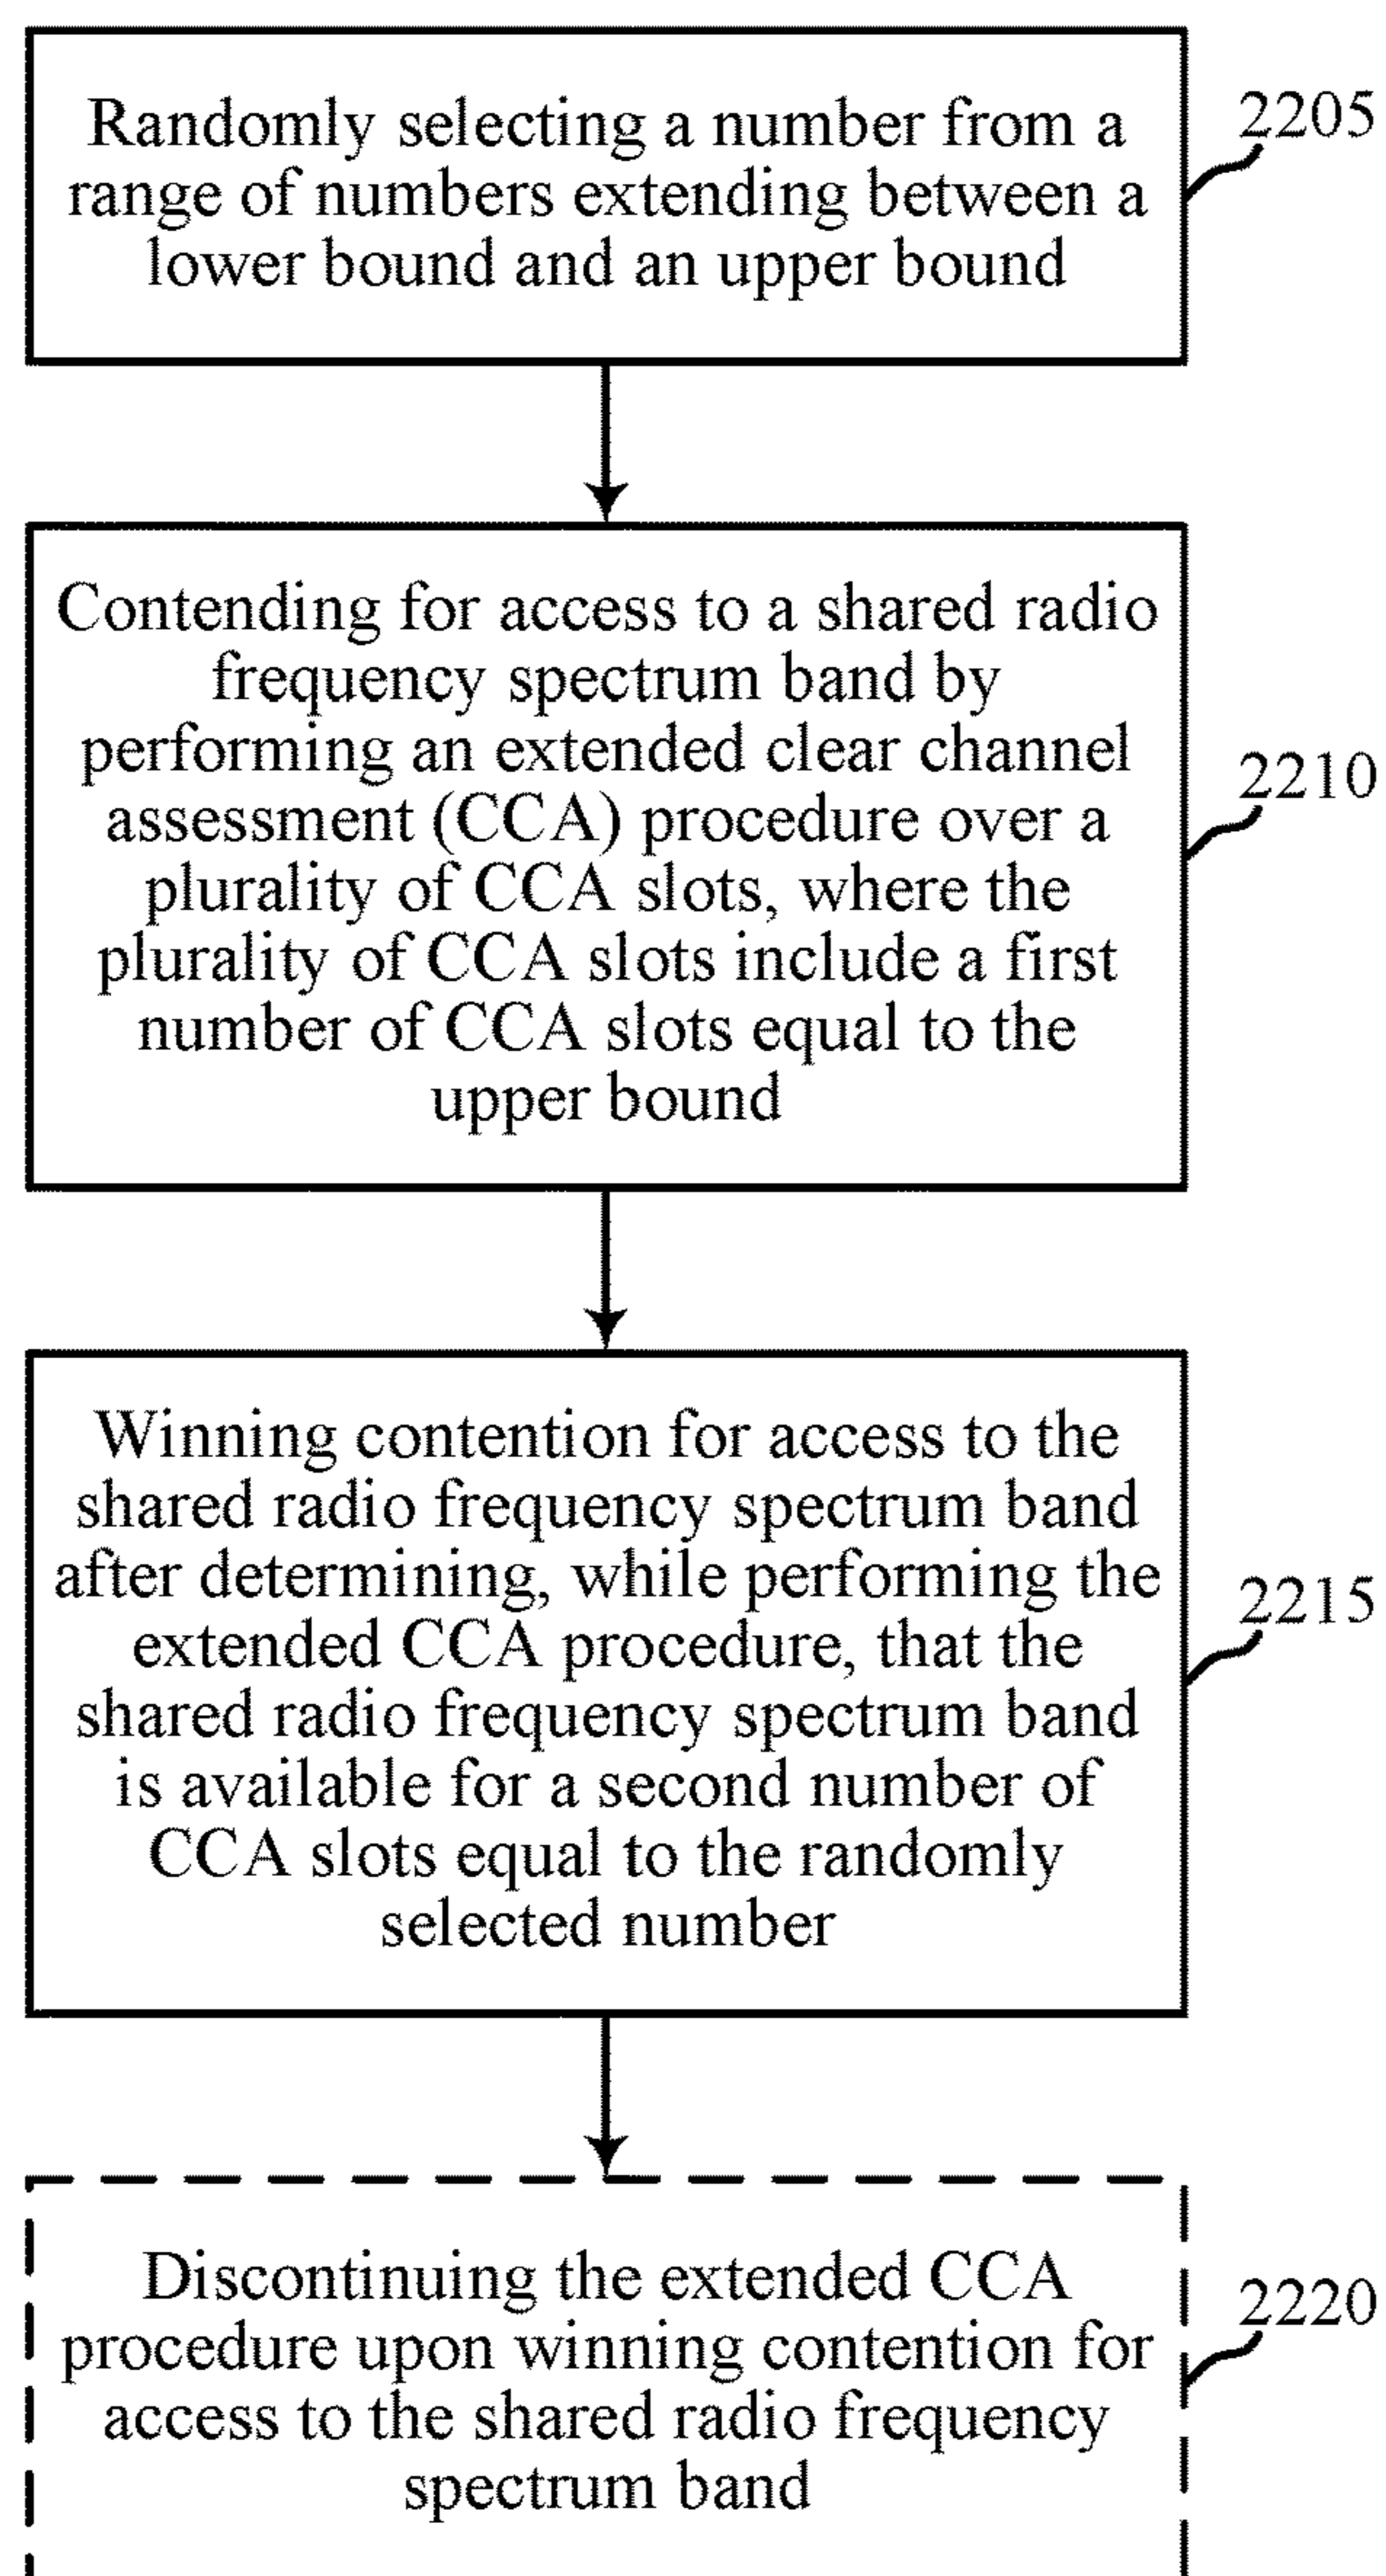 Randomly selecting a number from a
range of numbers extending between a
lower bound and an upper bound
2205
Contending for access to a shared radio
frequency spectrum band by
performing an extended clear channel
assessment (CCA) procedure over a
plurality of CCA slots, where the
plurality of CCA slots include a first
number of CCA slots equal to the
upper bound
2210
Winning contention for access to the
shared radio frequency spectrum band
after determining, while performing the
extended CCA procedure, that the
shared radio frequency spectrum band
is available for a second number of
CCA slots equal to the randomly
selected number
2215
Discontinuing the extended CCA
procedure upon winning contention for
access to the shared radio frequency
spectrum band
2220